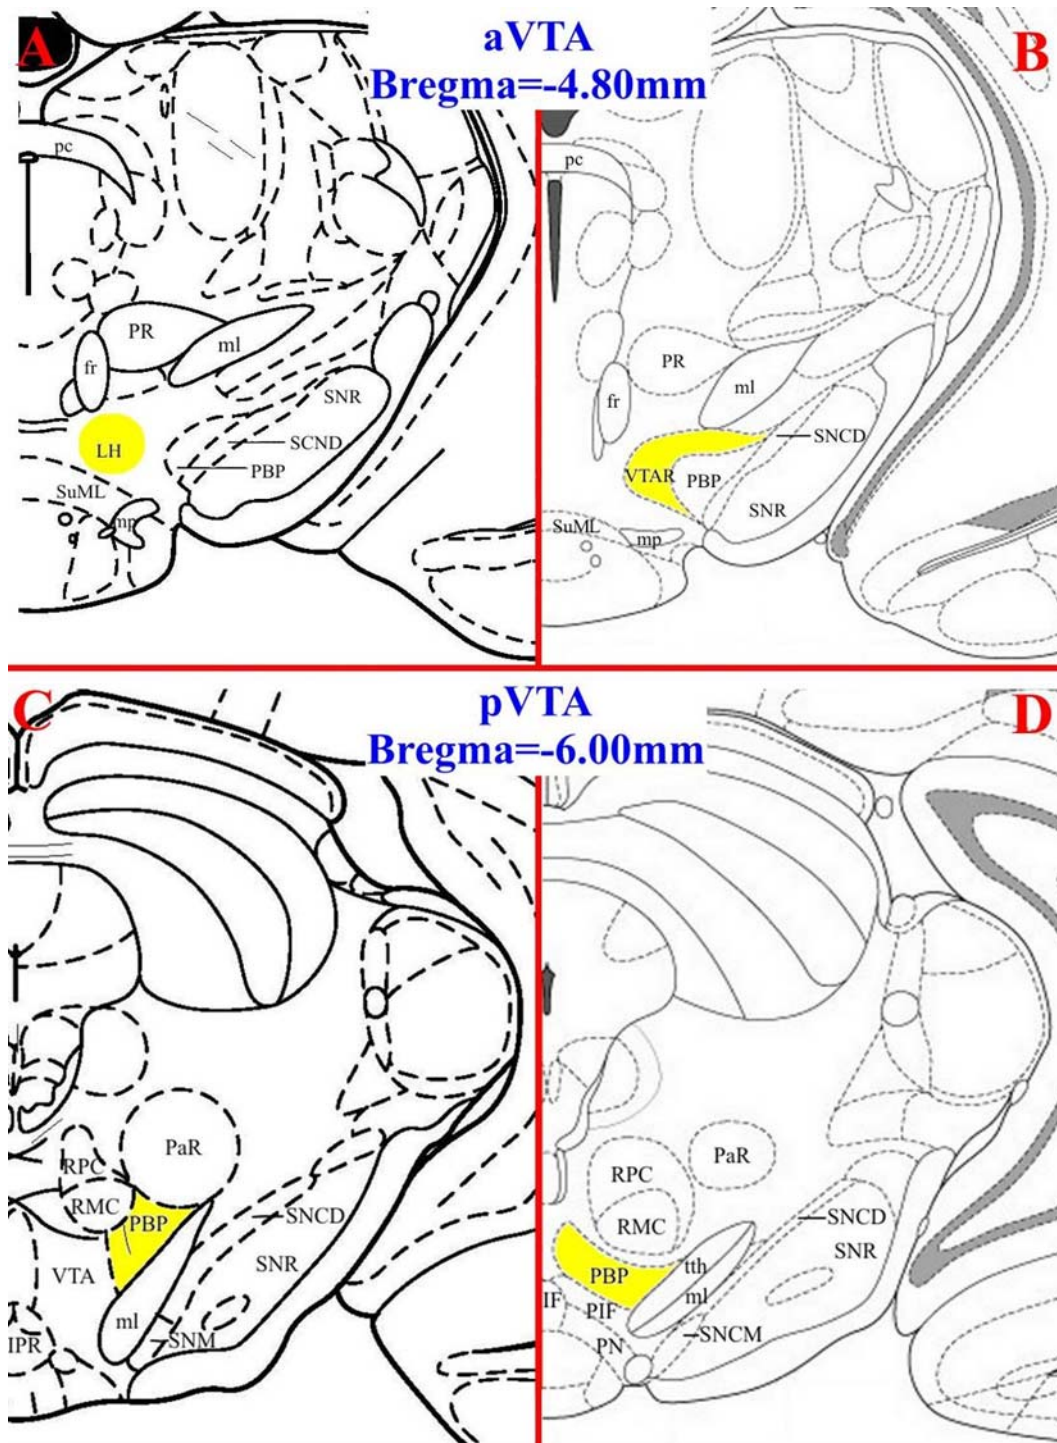 A
aVTA
Bregma=-4.80mm
B
pc
PR
ml
fr
SNR
LH
SCND
PBP
SuML
mp
pc
PR
ml
fr
SNCD
VTAR
PBP
SNR
SuML
mp
C
pVTA
Bregma=-6.00mm
D
PaR
RPC
RMC
PBP
SNCD
SNR
VTA
ml
SNM
IPR
PaR
RPC
RMC
SNCD
SNR
PBP
tth
ml
IF
PIF
PN
SNCM